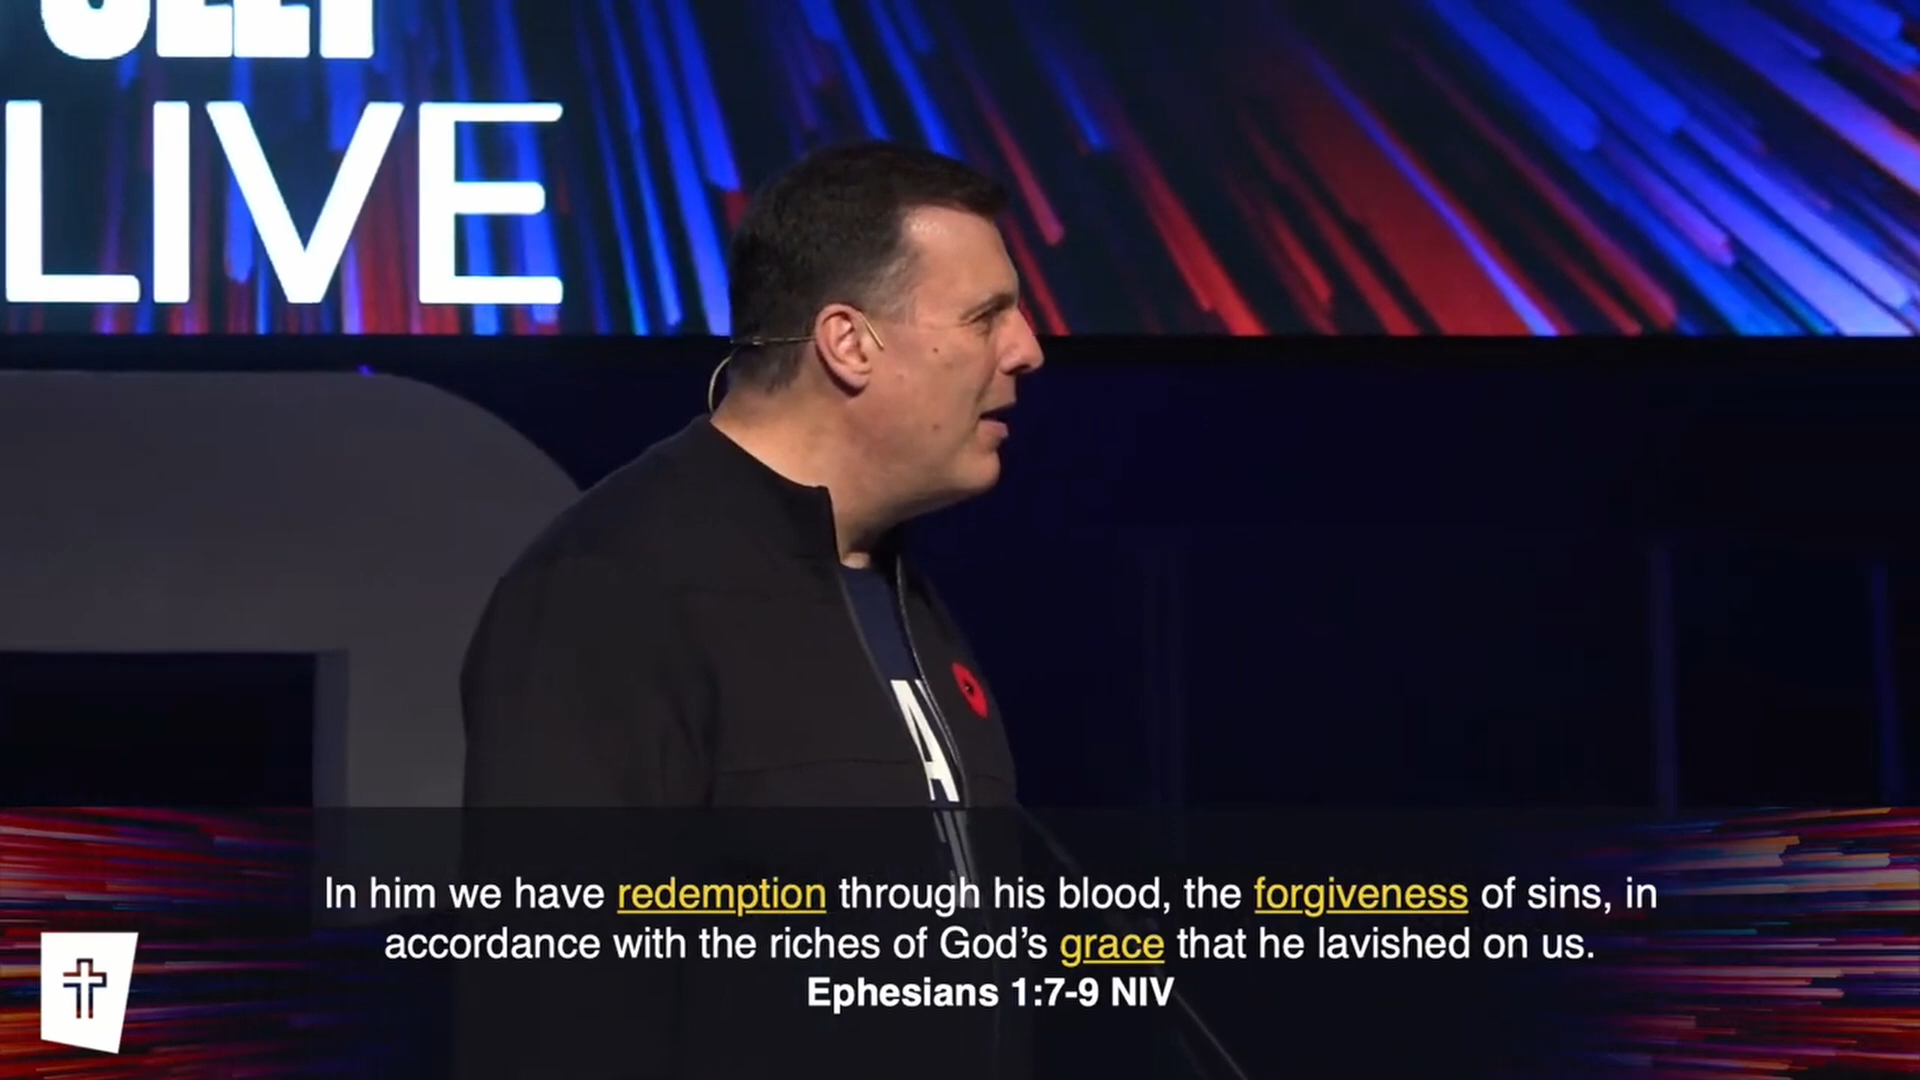 LIVE
A
In him we have redemption through his blood, the forgiveness of sins, in
accordance with the riches of God’s grace that he lavished on us.
Ephesians 1:7-9 NIV